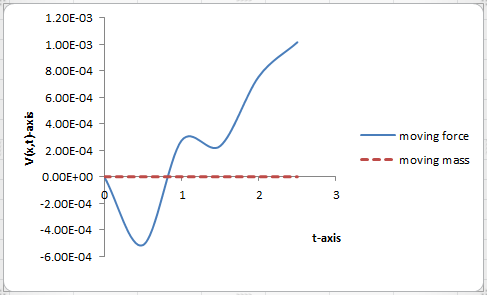 1.20E-03
1.00E-03
8.00E-04
6.00E-04
4.00E-04
2.00E-04
0.00E+00
-2.00E-04
-4.00E-04
-6.00E-04
0 1 2 3
V(x,t)-axis
t-axis
moving force
moving mass